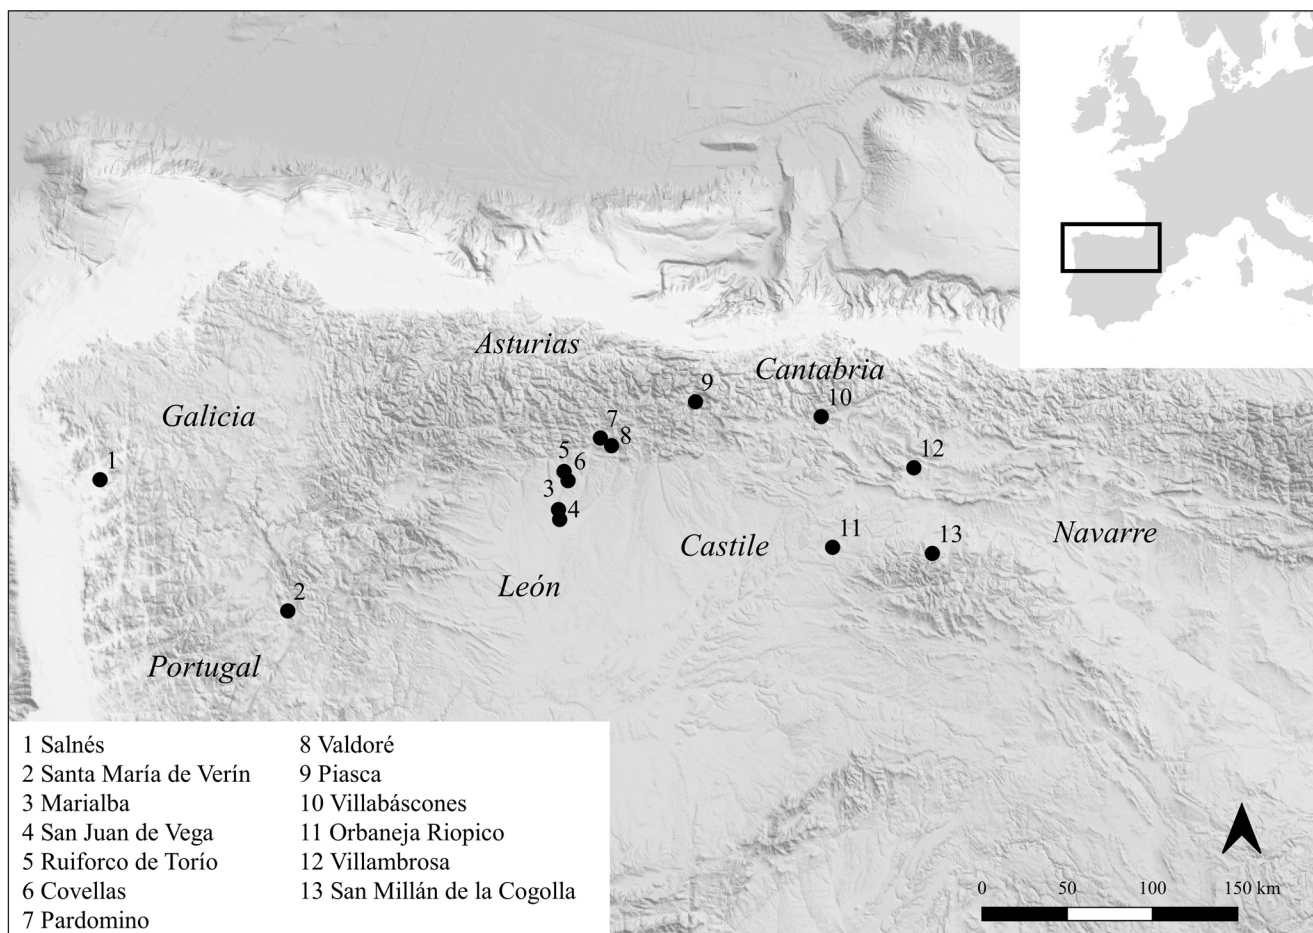 Asturias
Cantabria
9
10
Galicia
7
8
5
6
12
1
3
4
11
13
Navarre
Castile
León
2
Portugal
1 Salnés
2 Santa María de Verín
3 Marialba
4 San Juan de Vega
5 Ruiforco de Torío
6 Covellas
7 Pardomino
8 Valdoré
9 Piasca
10 Villabáscones
11 Orbaneja Riopico
12 Villambrosa
13 San Millán de la Cogolla
0 50 100 150 km